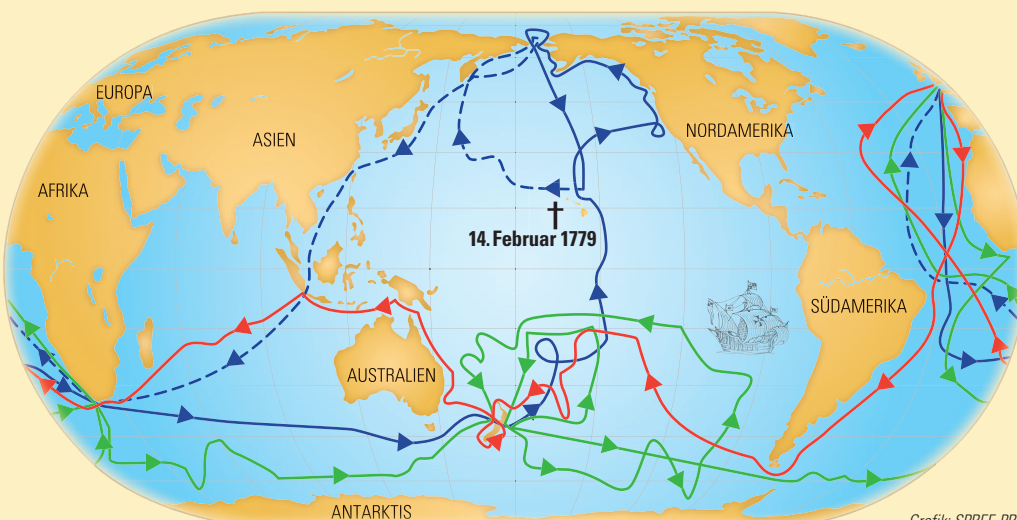 EUROPA
ASIEN
NORDAMERIKA
AFRIKA
14. Februar 1779
SÜDAMERIKA
AUSTRALIEN
ANTARKTIS